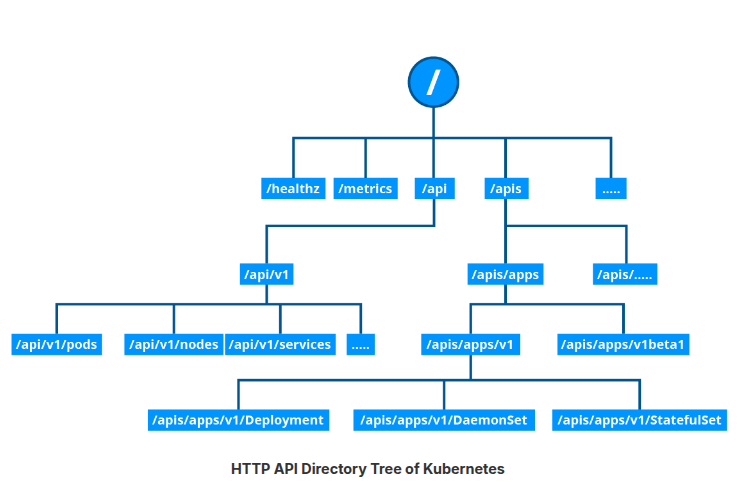 /
/healthz
/metrics
/api
/apis
.....
/api/v1
/apis/apps
/apis/.....
/api/v1/pods
/api/v1/nodes
/api/v1/services
.....
/apis/apps/v1
/apis/apps/v1beta1
/apis/apps/v1/Deployment
/apis/apps/v1/DaemonSet
/apis/apps/v1/StatefulSet
HTTP API Directory Tree of Kubernetes